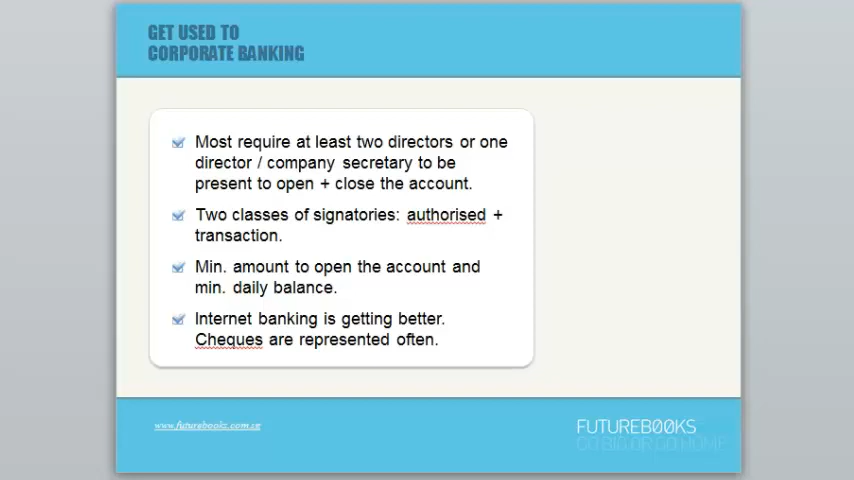 GET USED TO
CORPORATE BANKING
Most require at least two directors or one
director / company secretary to be
present to open + close the account.
Two classes of signatories: authorised +
transaction.
Min. amount to open the account and
min. daily balance.
Internet banking is getting better.
Cheques are represented often.
www.futurebookz.com.sg
FUTUREB00KS
GO BIG OR GO HOME